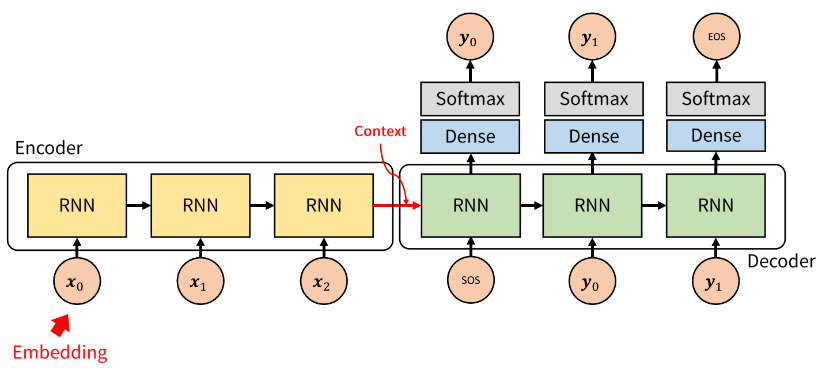 y₀ y₁ EOS
Softmax Softmax Softmax
Context
Dense Dense Dense
Encoder
RNN RNN RNN RNN RNN RNN
Decoder
x₀ x₁ x₂ SOS y₀ y₁
Embedding